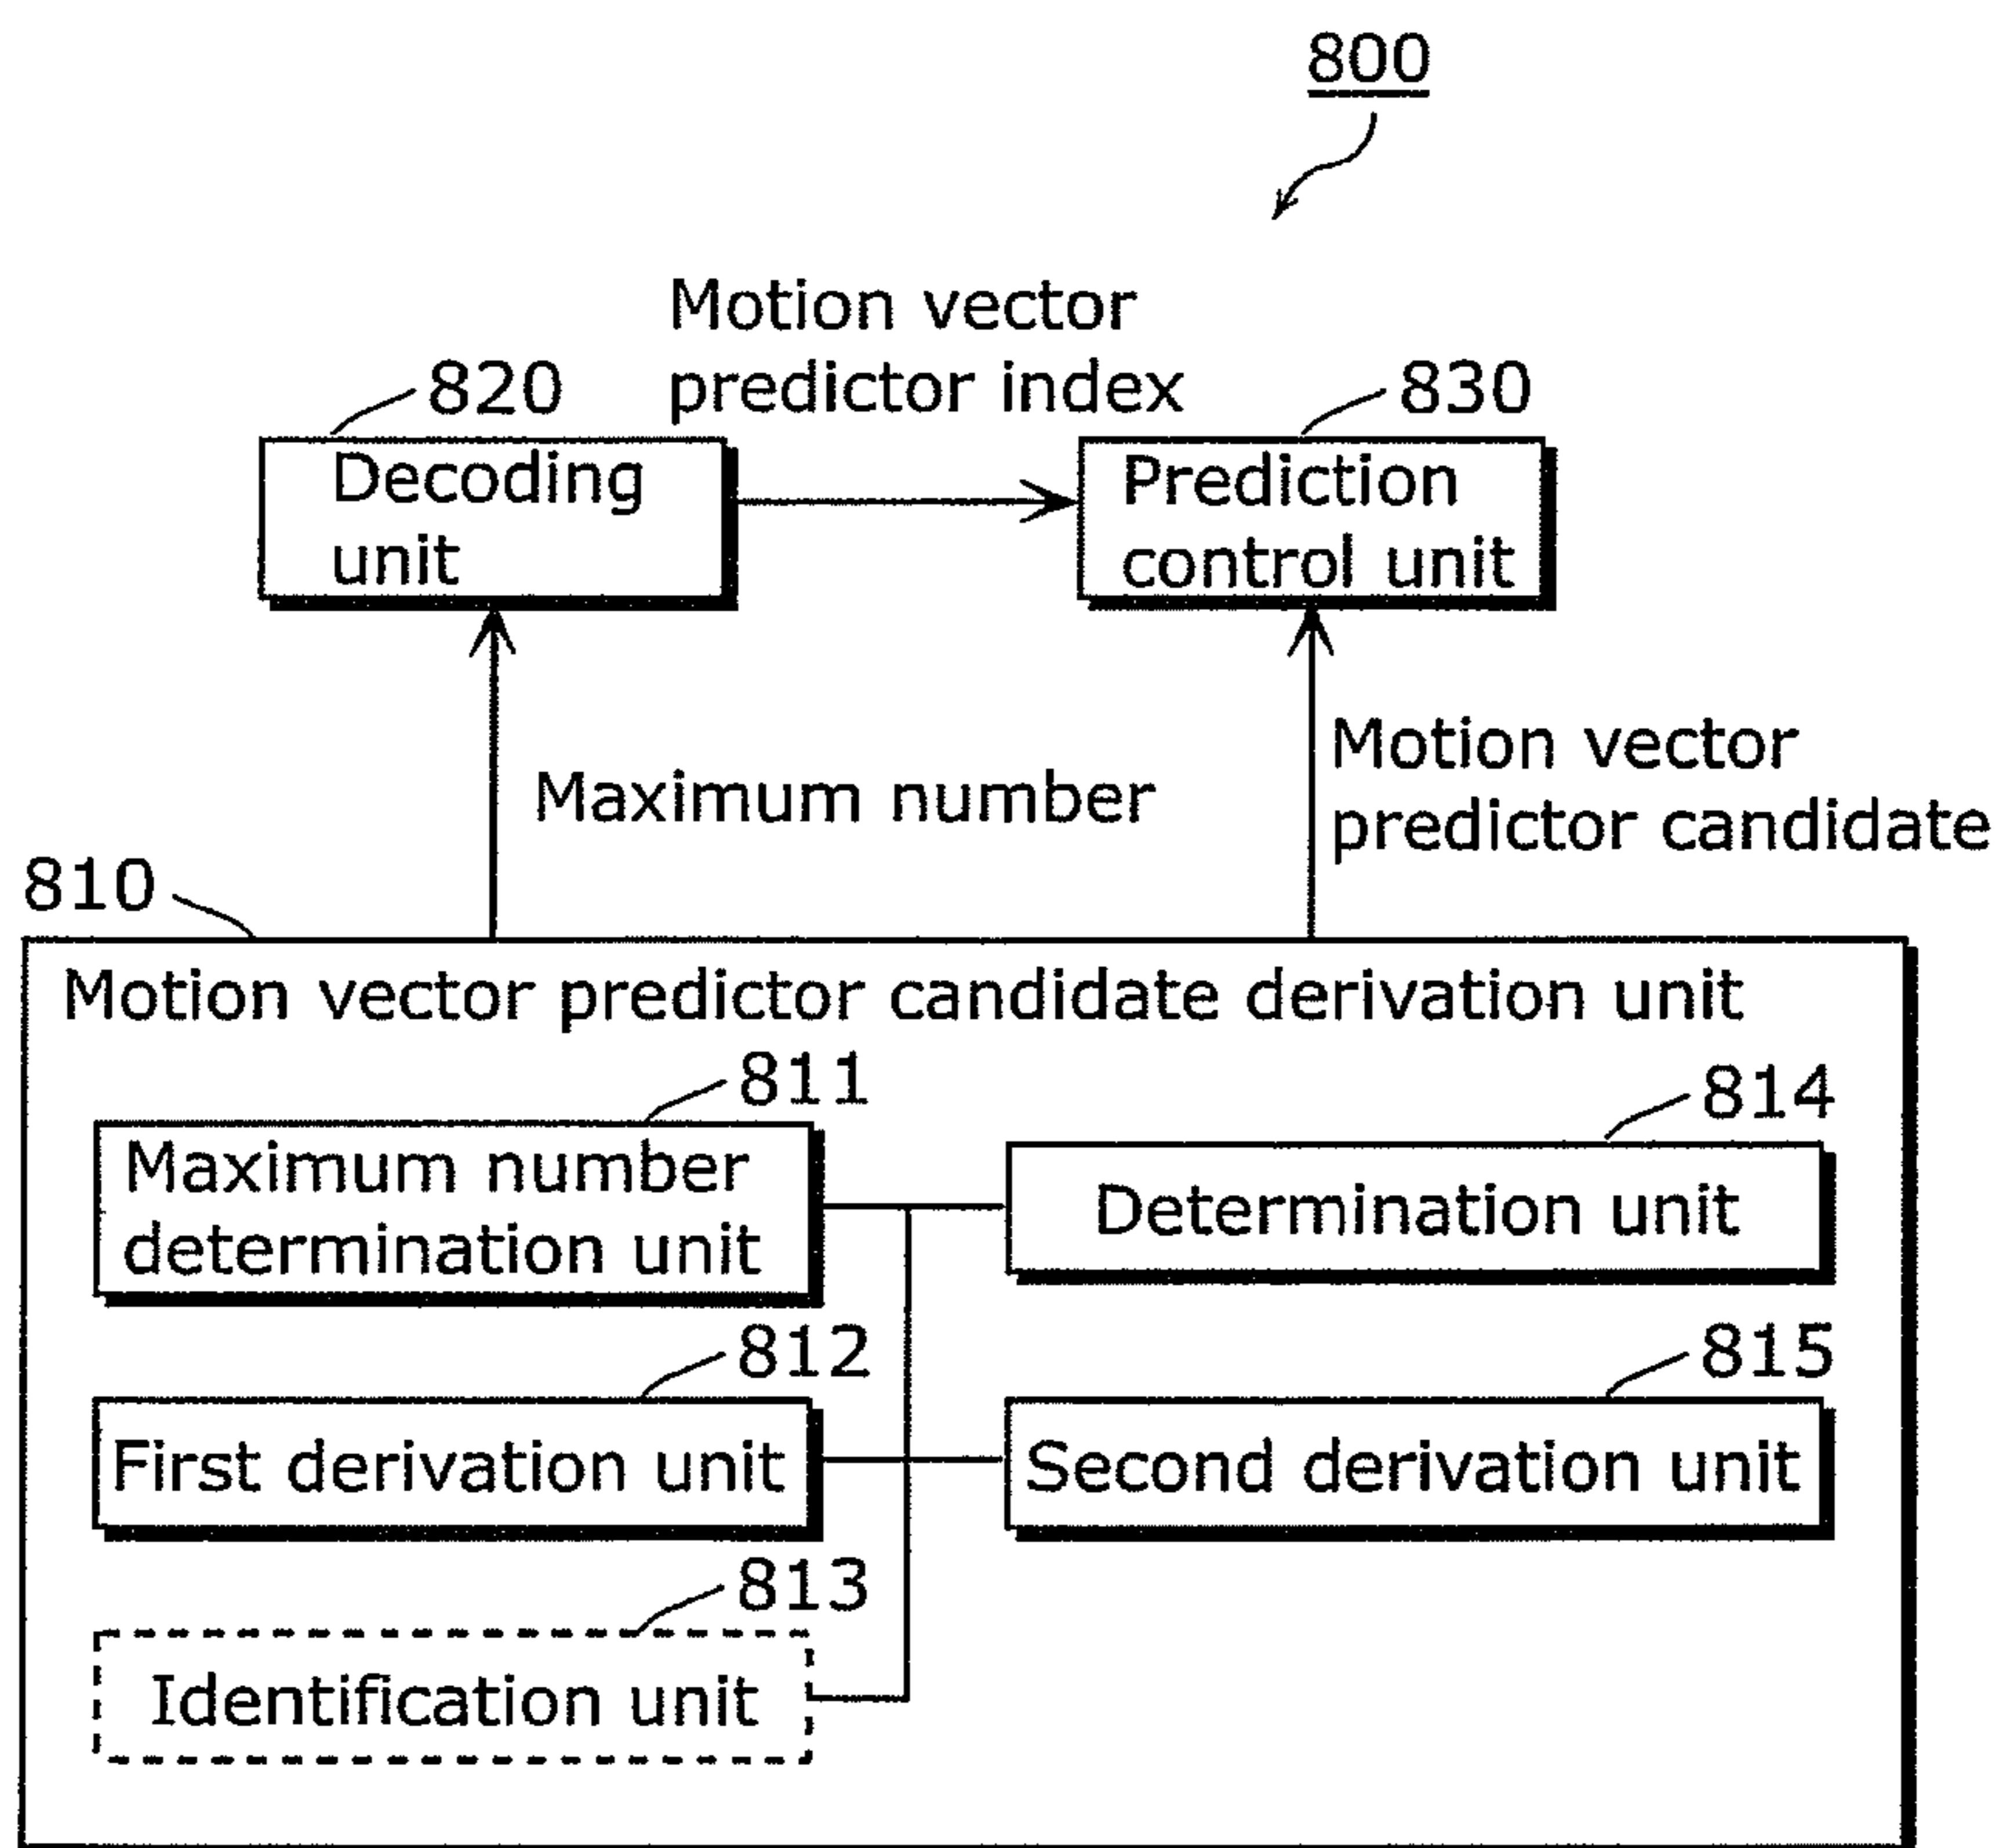 800
Motion vector
predictor index
820
830
Decoding
unit
Prediction
control unit
Maximum number
Motion vector
predictor candidate
810
Motion vector predictor candidate derivation unit
811
814
Maximum number
determination unit
Determination unit
812
815
First derivation unit
Second derivation unit
813
Identification unit